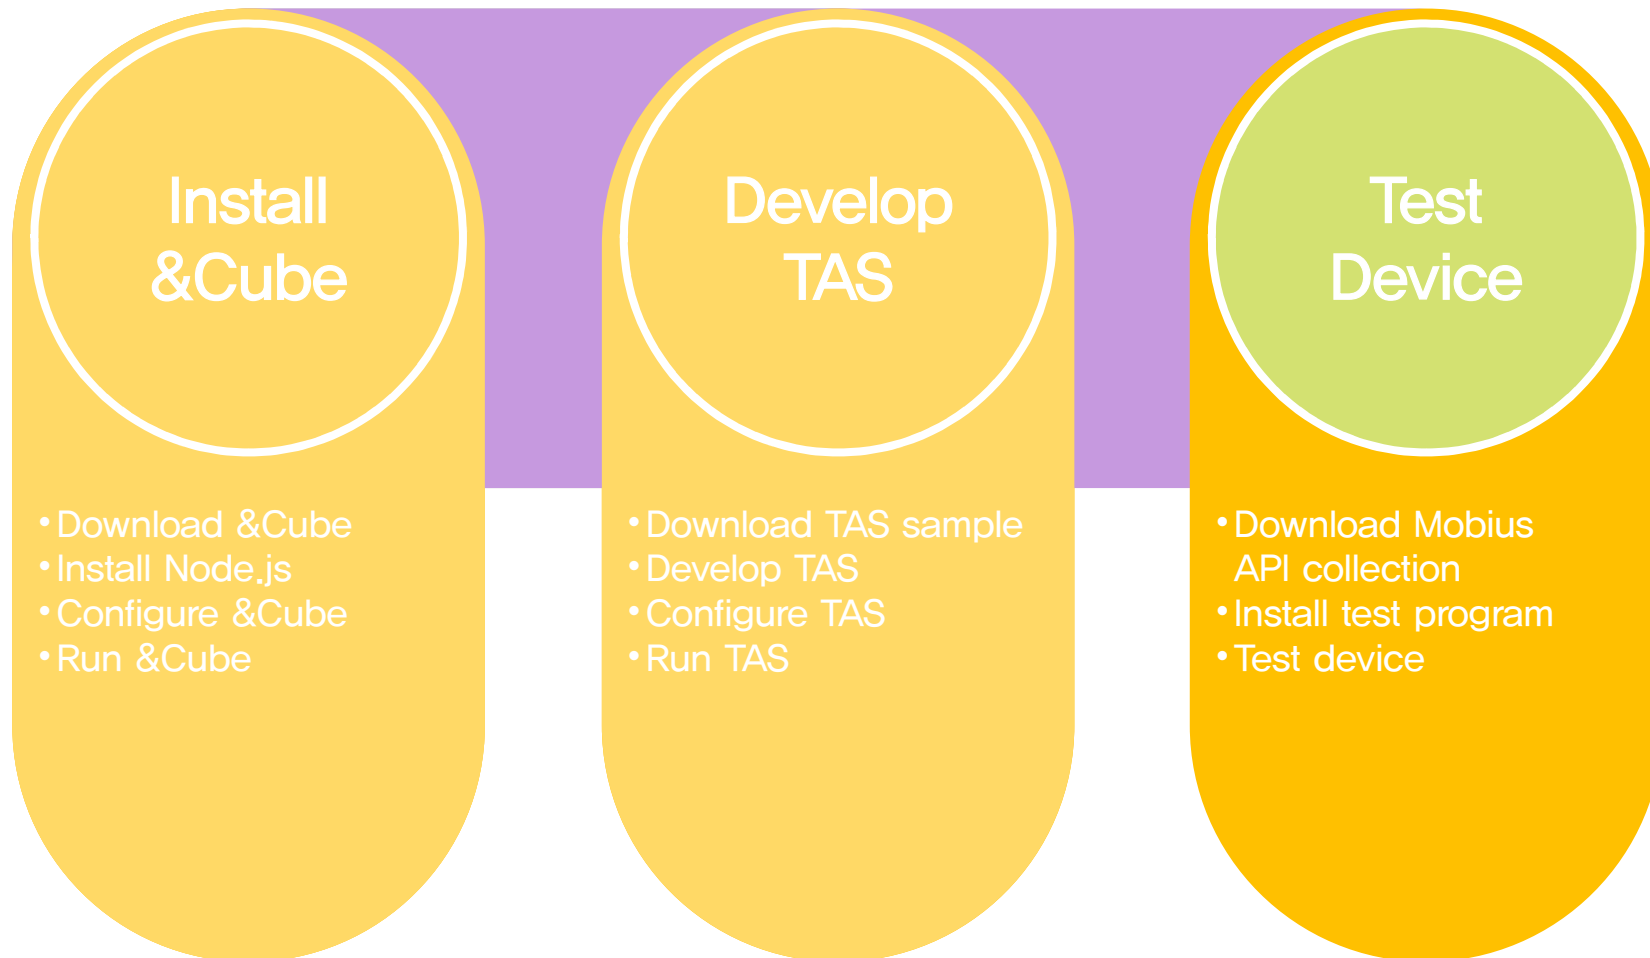 Install
&Cube
• Download &Cube
• Install Node.js
• Configure &Cube
• Run &Cube
Develop
TAS
• Download TAS sample
• Develop TAS
• Configure TAS
• Run TAS
Test
Device
• Download Mobius
API collection
• Install test program
• Test device